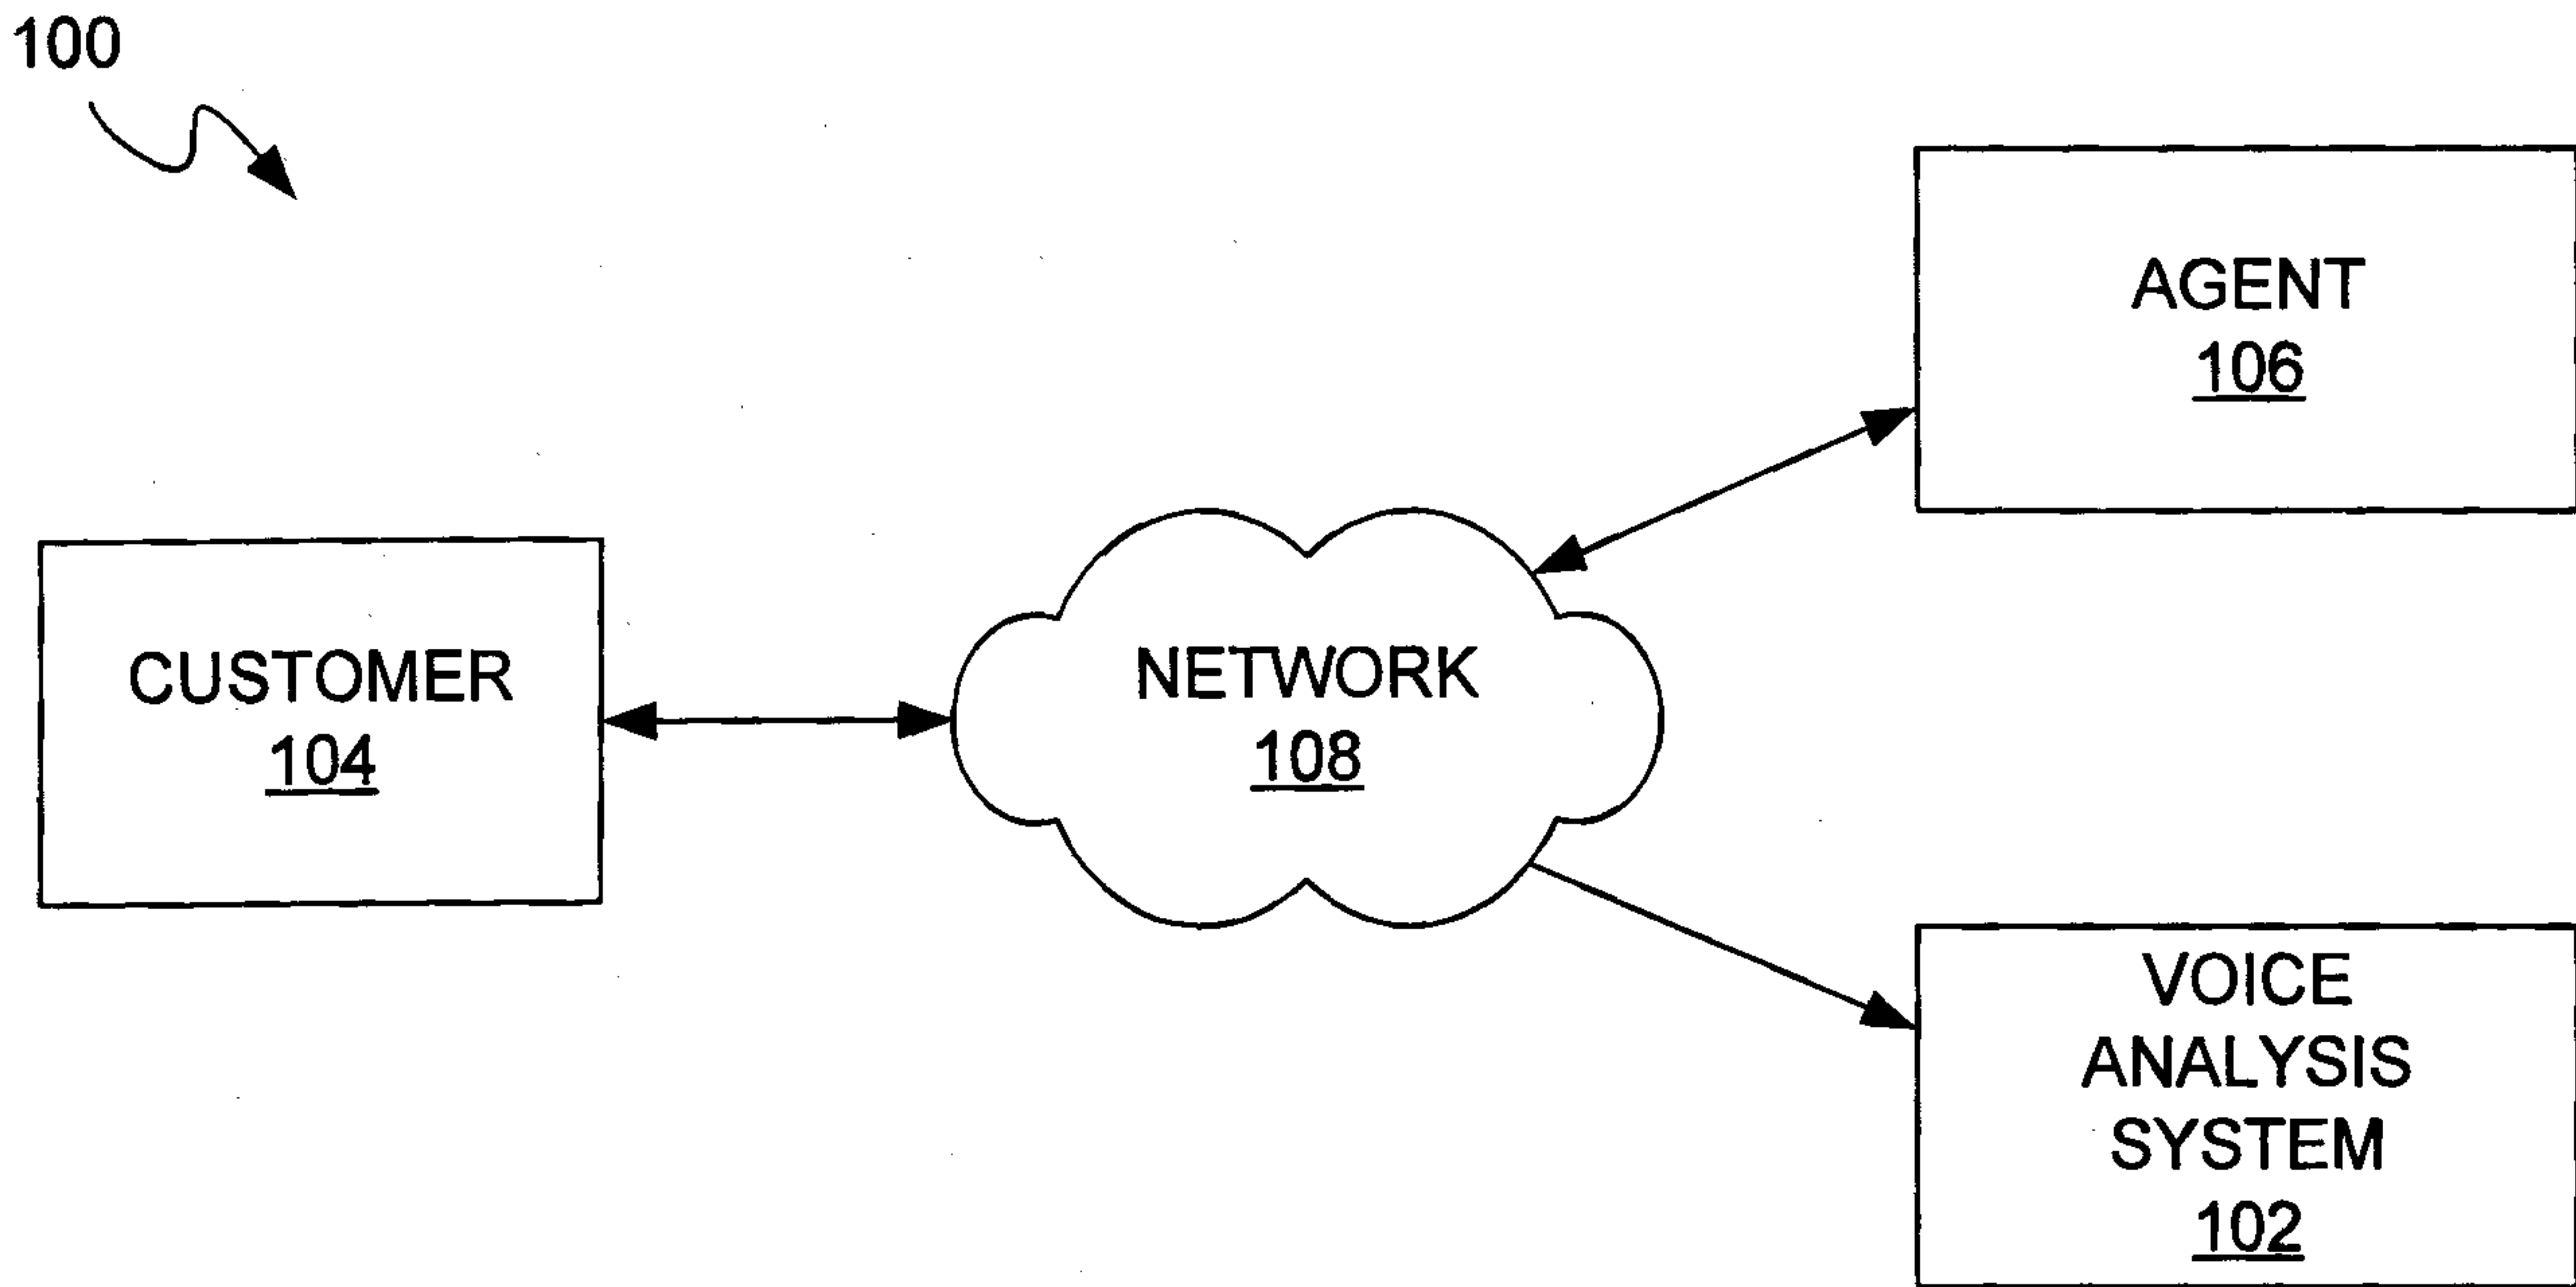 100
AGENT
106
CUSTOMER
104
NETWORK
108
VOICE
ANALYSIS
SYSTEM
102